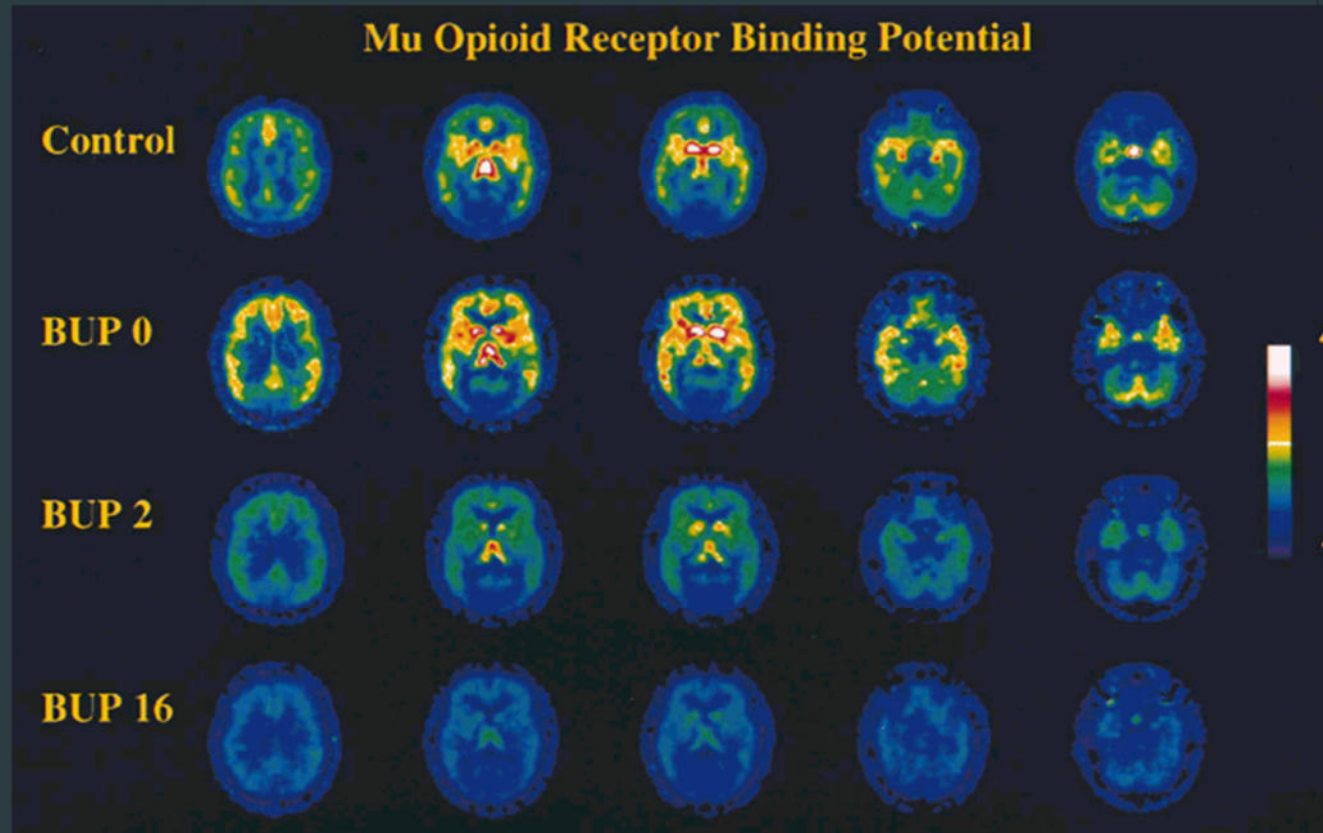 Mu Opioid Receptor Binding Potential
Control
BUP 0
BUP 2
BUP 16